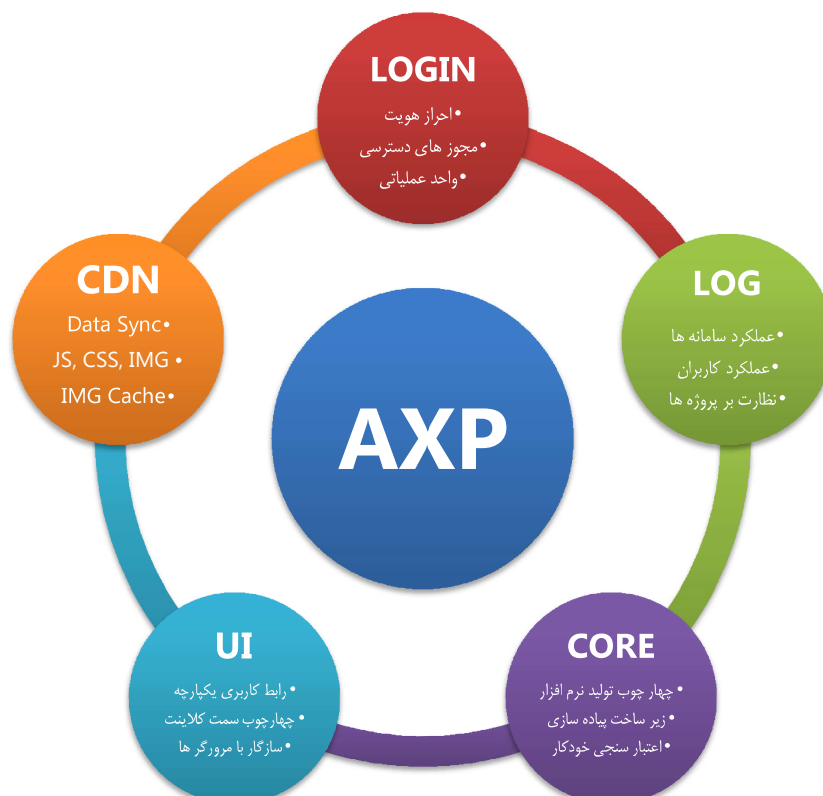 LOGIN
•احراز هویت
•مجوز های دسترسی
•واحد عملیاتی
LOG
•عملکرد سامانه ها
•عملکرد کاربران
•نظارت بر پروژه ها
CORE
•چهار چوب تولید نرم افزار
•زیر ساخت پیاده سازی
•اعتبار سنجی خودکار
UI
•رابط کاربری یکپارچه
•چهارچوب سمت کلاینت
•سازگار با مرورگر ها
CDN
Data Sync•
JS, CSS, IMG •
IMG Cache•
AXP